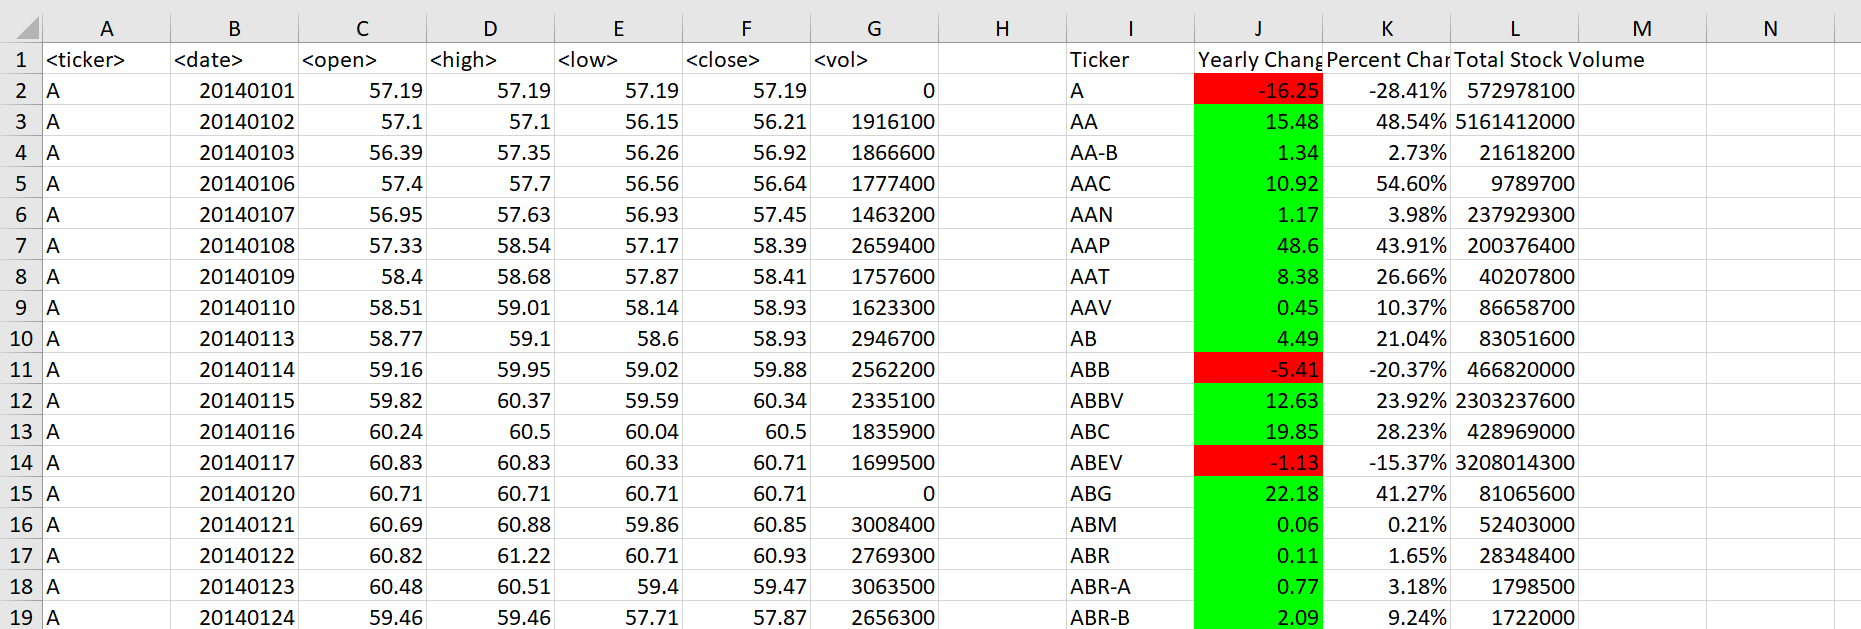 A B C D E F G H I J K L M N
1 <ticker> <date> <open> <high> <low> <close> <vol> Ticker Yearly Chang Percent Char Total Stock Volume
2 A 20140101 57.19 57.19 57.19 57.19 0 A -16.25 -28.41% 572978100
3 A 20140102 57.1 57.1 56.15 56.21 1916100 AA 15.48 48.54% 5161412000
4 A 20140103 56.39 57.35 56.26 56.92 1866600 AA-B 1.34 2.73% 21618200
5 A 20140106 57.4 57.7 56.56 56.64 1777400 AAC 10.92 54.60% 9789700
6 A 20140107 56.95 57.63 56.93 57.45 1463200 AAN 1.17 3.98% 237929300
7 A 20140108 57.33 58.54 57.17 58.39 2659400 AAP 48.6 43.91% 200376400
8 A 20140109 58.4 58.68 57.87 58.41 1757600 AAT 8.38 26.66% 40207800
9 A 20140110 58.51 59.01 58.14 58.93 1623300 AAV 0.45 10.37% 86658700
10 A 20140113 58.77 59.1 58.6 58.93 2946700 AB 4.49 21.04% 83051600
11 A 20140114 59.16 59.95 59.02 59.88 2562200 ABB -5.41 -20.37% 466820000
12 A 20140115 59.82 60.37 59.59 60.34 2335100 ABBV 12.63 23.92% 2303237600
13 A 20140116 60.24 60.5 60.04 60.5 1835900 ABC 19.85 28.23% 428969000
14 A 20140117 60.83 60.83 60.33 60.71 1699500 ABEV -1.13 -15.37% 3208014300
15 A 20140120 60.71 60.71 60.71 60.71 0 ABG 22.18 41.27% 81065600
16 A 20140121 60.69 60.88 59.86 60.85 3008400 ABM 0.06 0.21% 52403000
17 A 20140122 60.82 61.22 60.71 60.93 2769300 ABR 0.11 1.65% 28348400
18 A 20140123 60.48 60.51 59.4 59.47 3063500 ABR-A 0.77 3.18% 1798500
19 A 20140124 59.46 59.46 57.71 57.87 2656300 ABR-B 2.09 9.24% 1722000